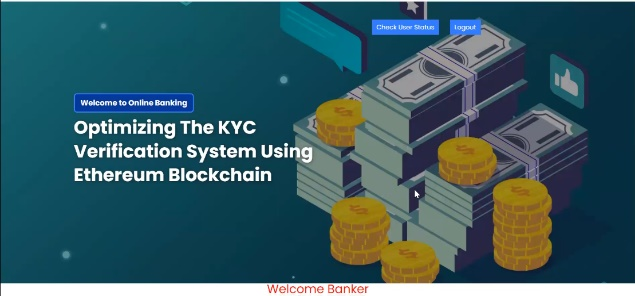 Check User Status
Logout
Welcome to Online Banking
Optimizing The KYC
Verification System Using
Ethereum Blockchain
Welcome Banker